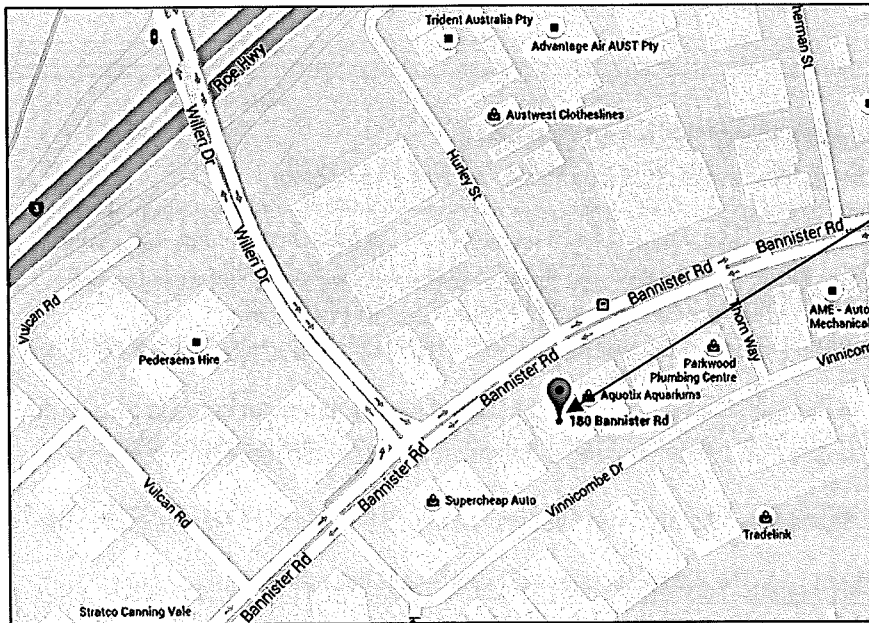 Trident Australia Pty
Advantage Air AUST Pty
Roe Hwy
Willeri Dr
Austwest Clotheslines
Hurley St
3
Willeri Dr
Bannister Rd
Bannister Rd
Vulcan Rd
Pedersens Hire
Bannister Rd
Thorn Way
AME - Auto
Mechanical
Parkwood
Plumbing Centre
Aquotix Aquariums
180 Bannister Rd
Bannister Rd
Vulcan Rd
Supercheap Auto
Vinnicombe Dr
Tradelink
Bannister Rd
Stratco Canning Vale